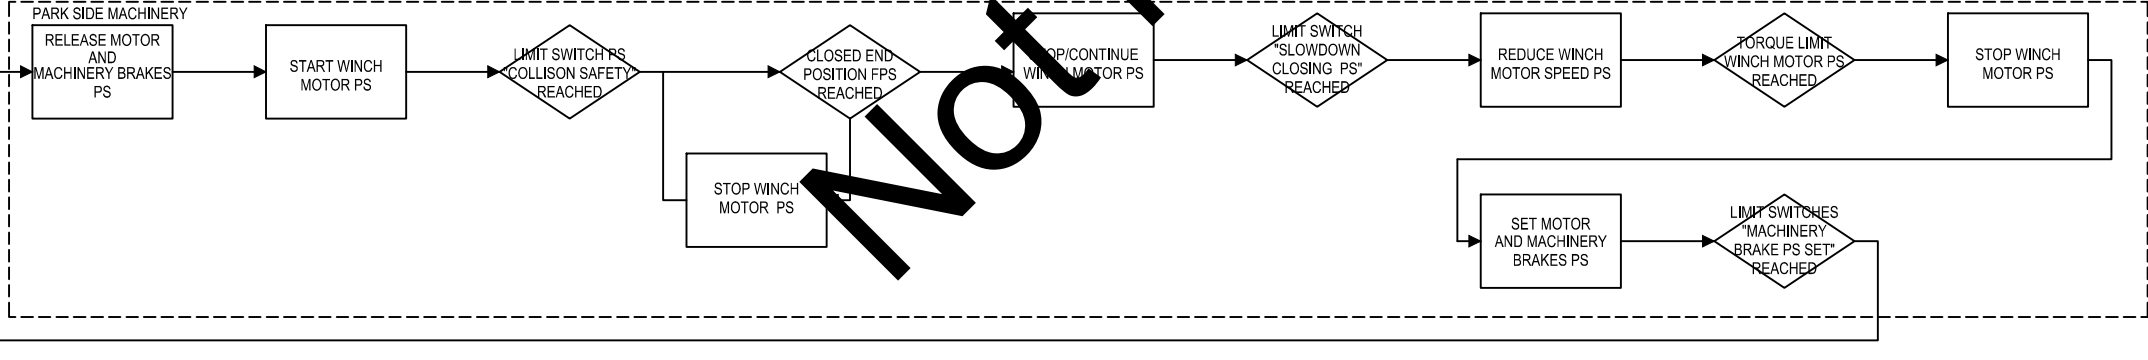 PARK SIDE MACHINERY
RELEASE MOTOR
AND
MACHINERY BRAKES
PS
START WINCH
MOTOR PS
LIMIT SWITCH PS
"COLLISON SAFETY"
REACHED
CLOSED END
POSITION FPS
REACHED
STOP WINCH
MOTOR PS
/CONTINUE
MOTOR PS
LIMIT SWITCH
"SLOWDOWN
CLOSING PS"
REACHED
REDUCE WINCH
MOTOR SPEED PS
TORQUE LIMIT
WINCH MOTOR PS
REACHED
STOP WINCH
MOTOR PS
SET MOTOR
AND MACHINERY
BRAKES PS
LIMIT SWITCHES
"MACHINERY
BRAKE PS SET"
REACHED
Not